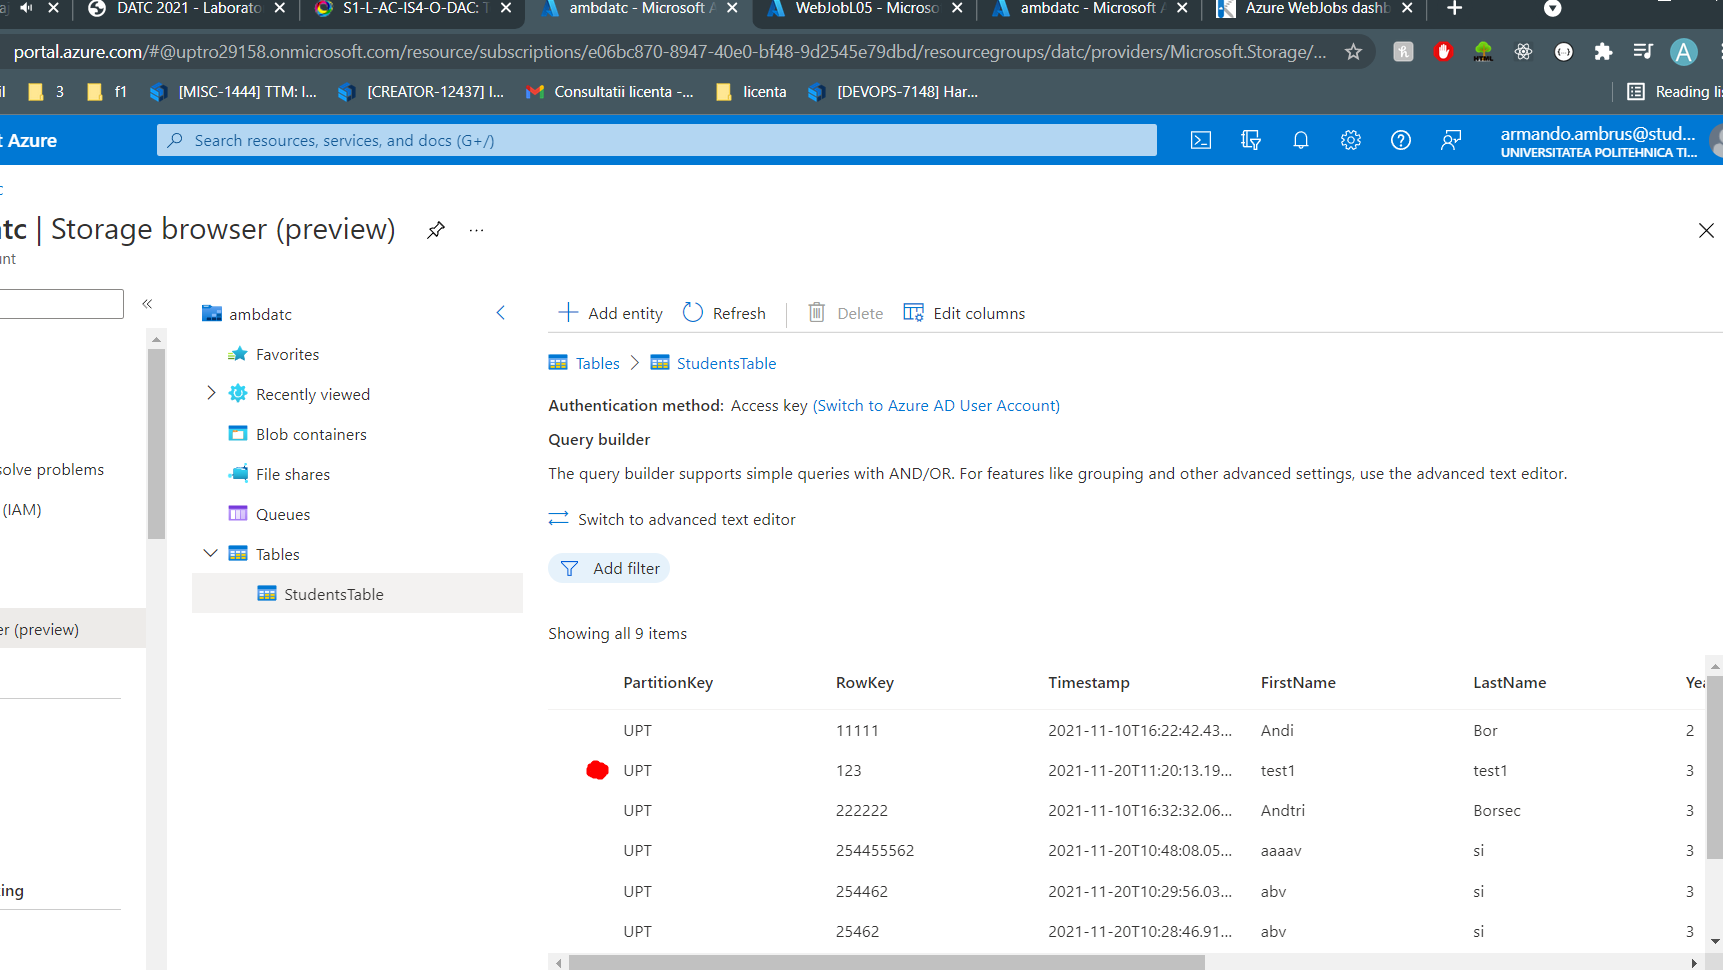 DATC 2021 - Laborato
S1-L-AC-IS4-O-DAC: T
ambdatc - Microsoft A
WebJobL05 - Microso
ambdatc - Microsoft A
Azure WebJobs dashb
portal.azure.com/#@uptro29158.onmicrosoft.com/resource/subscriptions/e06bc870-8947-40e0-bf48-9d2545e79dbd/resourcegroups/datc/providers/Microsoft.Storage/...
HTML
A
il
3
f1
[MISC-1444] TTM: I...
[CREATOR-12437] I...
Consultatii licenta -...
licenta
[DEVOPS-7148] Har...
Reading lis
t Azure
Search resources, services, and docs (G+/)
armando.ambrus@stud...
UNIVERSITATEA POLITEHNICA TI...
c
atc | Storage browser (preview)
...
unt
ambdatc
Favorites
Recently viewed
Blob containers
File shares
Queues
Tables
StudentsTable
solve problems
(IAM)
er (preview)
ing
Add entity
Refresh
Delete
Edit columns
Tables > StudentsTable
Authentication method: Access key (Switch to Azure AD User Account)
Query builder
The query builder supports simple queries with AND/OR. For features like grouping and other advanced settings, use the advanced text editor.
Switch to advanced text editor
Add filter
Showing all 9 items
PartitionKey RowKey Timestamp FirstName LastName Yea
UPT 11111 2021-11-10T16:22:42.43... Andi Bor 2
UPT 123 2021-11-20T11:20:13.19... test1 test1 3
UPT 222222 2021-11-10T16:32:32.06... Andtri Borsec 3
UPT 254455562 2021-11-20T10:48:08.05... aaaav si 3
UPT 254462 2021-11-20T10:29:56.03... abv si 3
UPT 25462 2021-11-20T10:28:46.91... abv si 3